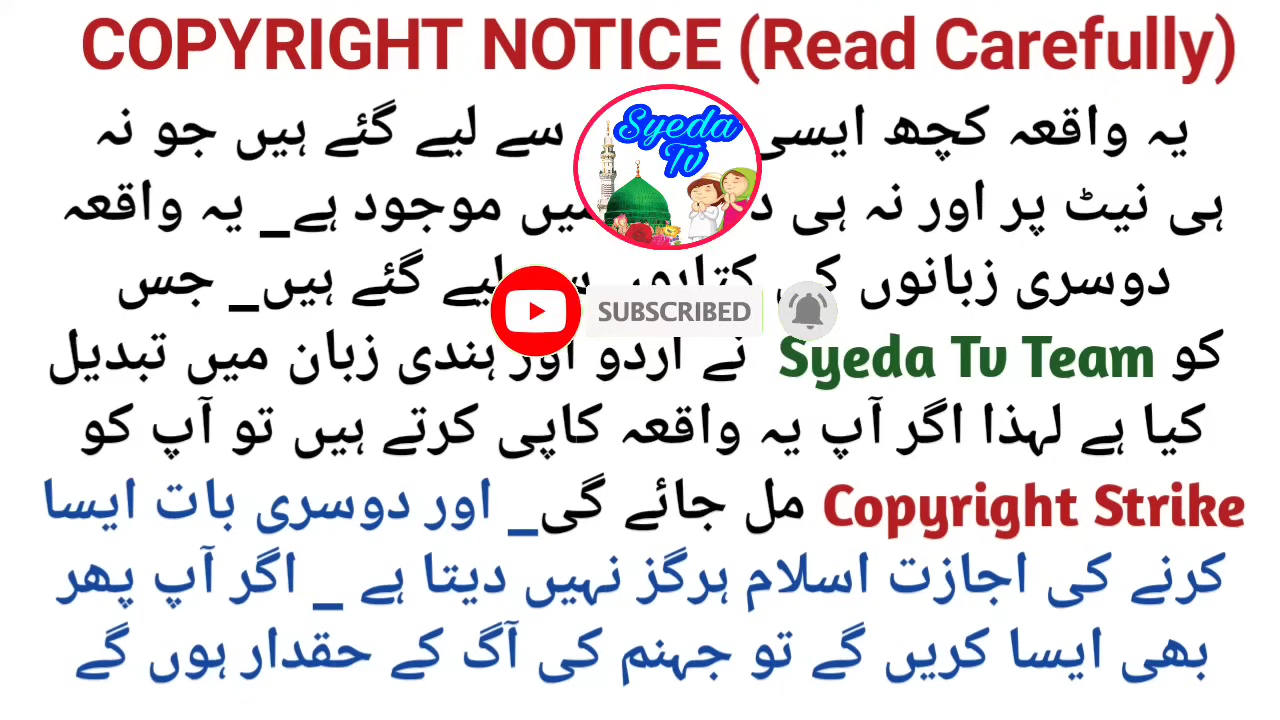 COPYRIGHT NOTICE (Read Carefully)
یہ واقعہ کچھ ایسی سے لیے گئے ہیں جو نہ
Syeda
Tv
ہی نیٹ پر اور نہ ہی میں موجود ہے_ یہ واقعہ
دوسری زبانوں کی کتابوں سے لیے گئے ہیں_ جس
SUBSCRIBED
کو Syeda Tv Team نے اردو اور ہندی زبان میں تبدیل
کیا ہے لہذا اگر آپ یہ واقعہ کاپی کرتے ہیں تو آپ کو
Copyright Strike مل جائے گی_ اور دوسری بات ایسا
کرنے کی اجازت اسلام ہرگز نہیں دیتا ہے _ اگر آپ پھر
بھی ایسا کریں گے تو جہنم کی آگ کے حقدار ہوں گے